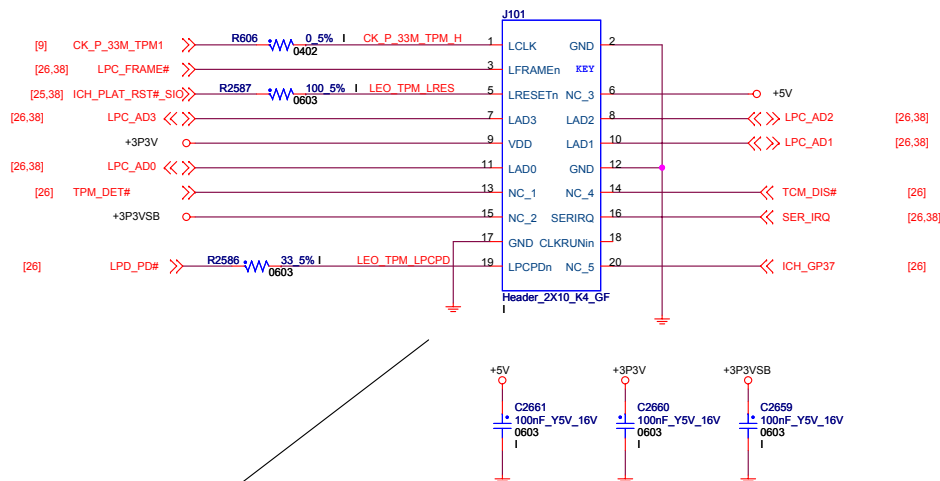 J101
[9] CK_P_33M_TPM1 R606 0_5% I CK_P_33M_TPM_H 1 LCLK GND 2
0402
[26,38] LPC_FRAME# 3 LFRAMEn KEY
[25,38] ICH_PLAT_RST#_SIO R2587 100_5% I LEO_TPM_LRES 5 LRESETn NC_3 6 +5V
0603
[26,38] LPC_AD3 7 LAD3 LAD2 8 LPC_AD2 [26,38]
+3P3V 9 VDD LAD1 10 LPC_AD1 [26,38]
[26,38] LPC_AD0 11 LAD0 GND 12
[26] TPM_DET# 13 NC_1 NC_4 14 TCM_DIS# [26]
+3P3VSB 15 NC_2 SERIRQ 16 SER_IRQ [26,38]
17 GND CLKRUNin 18
[26] LPD_PD# R2586 33_5% I LEO_TPM_LPCPD 19 LPCPDn NC_5 20 ICH_GP37 [26]
0603
Header_2X10_K4_GF
I
+5V +3P3V +3P3VSB
C2661 C2660 C2659
100nF_Y5V_16V 100nF_Y5V_16V 100nF_Y5V_16V
0603 0603 0603
I I I